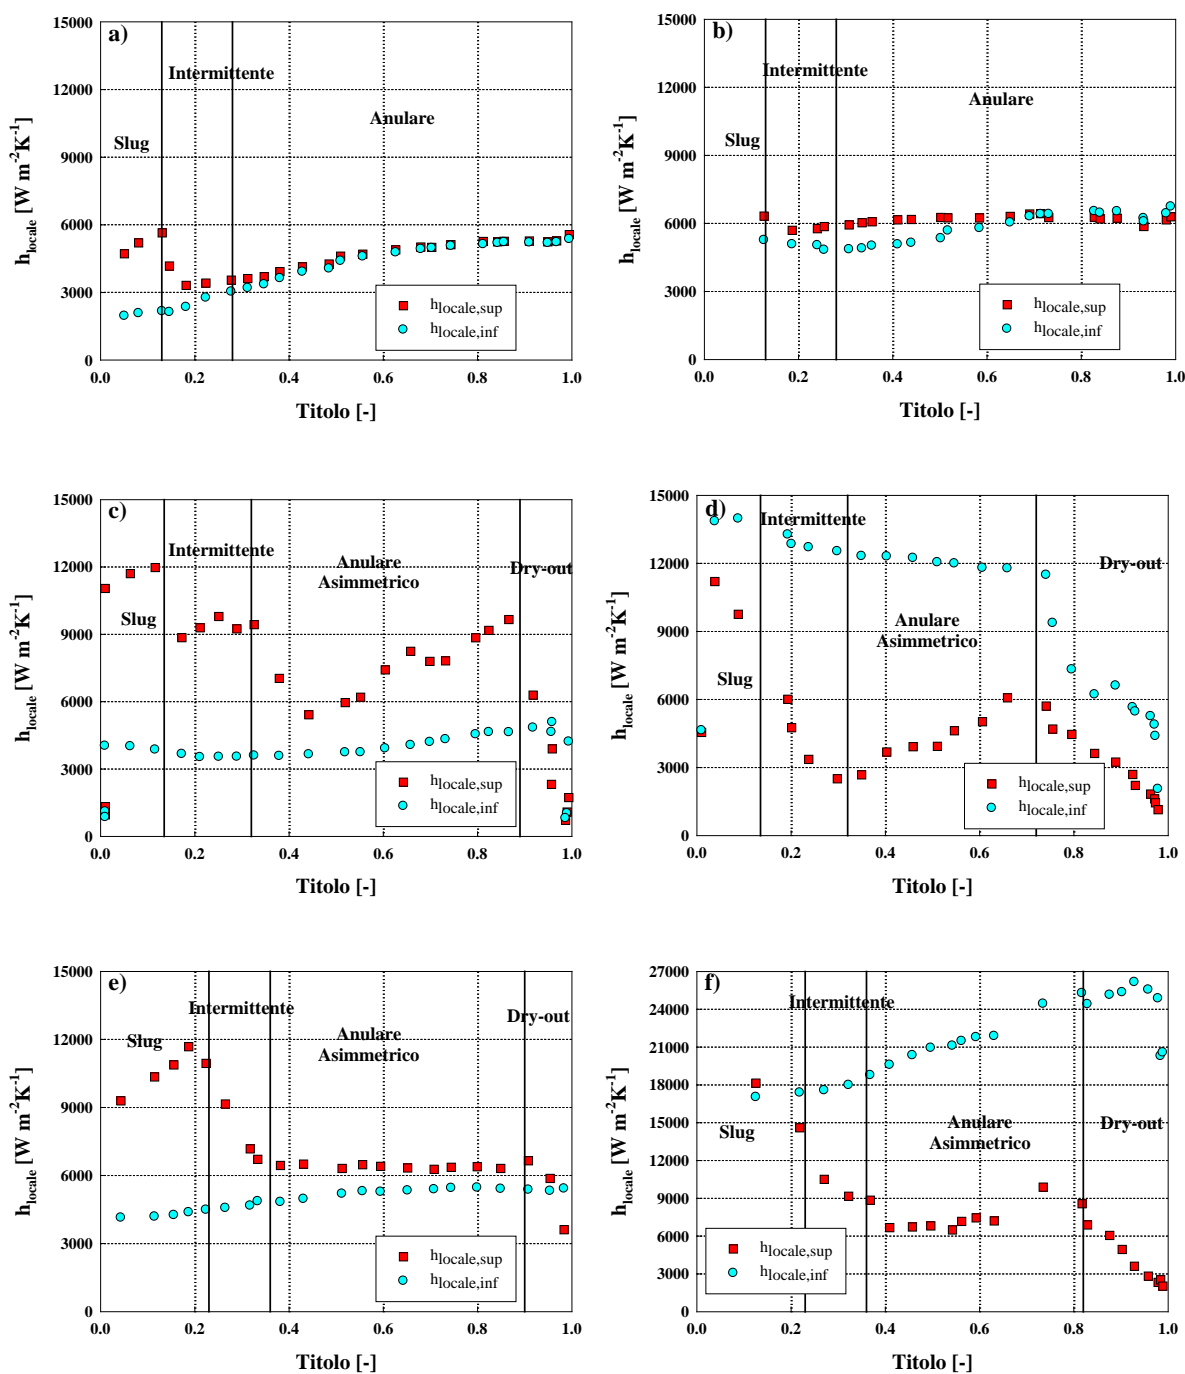 a)
15000
12000
9000
6000
3000
0
h_locale [W m^-2K^-1]
Intermittente
Anulare
Slug
h_locale,sup
h_locale,inf
0.0 0.2 0.4 0.6 0.8 1.0
Titolo [-]
b)
15000
12000
9000
6000
3000
0
h_locale [W m^-2K^-1]
Intermittente
Anulare
Slug
h_locale,sup
h_locale,inf
0.0 0.2 0.4 0.6 0.8 1.0
Titolo [-]
c)
15000
12000
9000
6000
3000
0
h_locale [W m^-2K^-1]
Intermittente
Anulare
Asimmetrico
Dry-out
Slug
h_locale,sup
h_locale,inf
0.0 0.2 0.4 0.6 0.8 1.0
Titolo [-]
d)
15000
12000
9000
6000
3000
0
h_locale [W m^-2K^-1]
Intermittente
Dry-out
Anulare
Asimmetrico
Slug
h_locale,sup
h_locale,inf
0.0 0.2 0.4 0.6 0.8 1.0
Titolo [-]
e)
15000
12000
9000
6000
3000
0
h_locale [W m^-2K^-1]
Intermittente
Dry-out
Anulare
Asimmetrico
Slug
h_locale,sup
h_locale,inf
0.0 0.2 0.4 0.6 0.8 1.0
Titolo [-]
f)
27000
24000
21000
18000
15000
12000
9000
6000
3000
0
h_locale [W m^-2K^-1]
Intermittente
Anulare
Asimmetrico
Dry-out
Slug
h_locale,sup
h_locale,inf
0.0 0.2 0.4 0.6 0.8 1.0
Titolo [-]